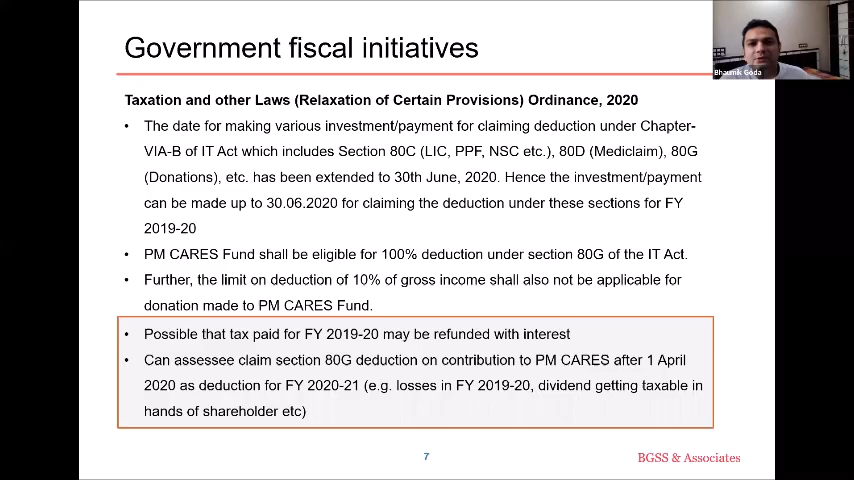 Government fiscal initiatives
Bhaumik Goda
Taxation and other Laws (Relaxation of Certain Provisions) Ordinance, 2020
• The date for making various investment/payment for claiming deduction under Chapter-
VIA-B of IT Act which includes Section 80C (LIC, PPF, NSC etc.), 80D (Mediclaim), 80G
(Donations), etc. has been extended to 30th June, 2020. Hence the investment/payment
can be made up to 30.06.2020 for claiming the deduction under these sections for FY
2019-20
• PM CARES Fund shall be eligible for 100% deduction under section 80G of the IT Act.
• Further, the limit on deduction of 10% of gross income shall also not be applicable for
donation made to PM CARES Fund.
• Possible that tax paid for FY 2019-20 may be refunded with interest
• Can assessee claim section 80G deduction on contribution to PM CARES after 1 April
2020 as deduction for FY 2020-21 (e.g. losses in FY 2019-20, dividend getting taxable in
hands of shareholder etc)
7
BGSS & Associates